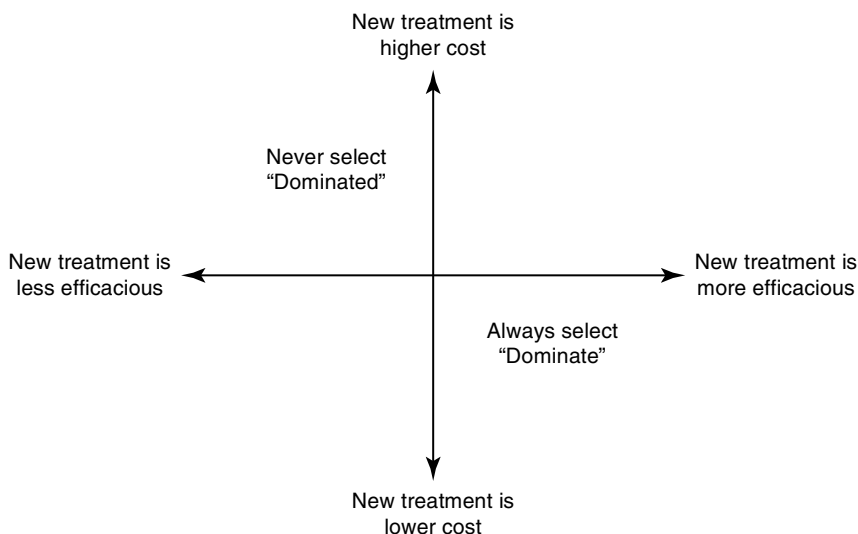 New treatment is
higher cost
Never select
“Dominated”
New treatment is
less efficacious
New treatment is
more efficacious
Always select
“Dominate”
New treatment is
lower cost